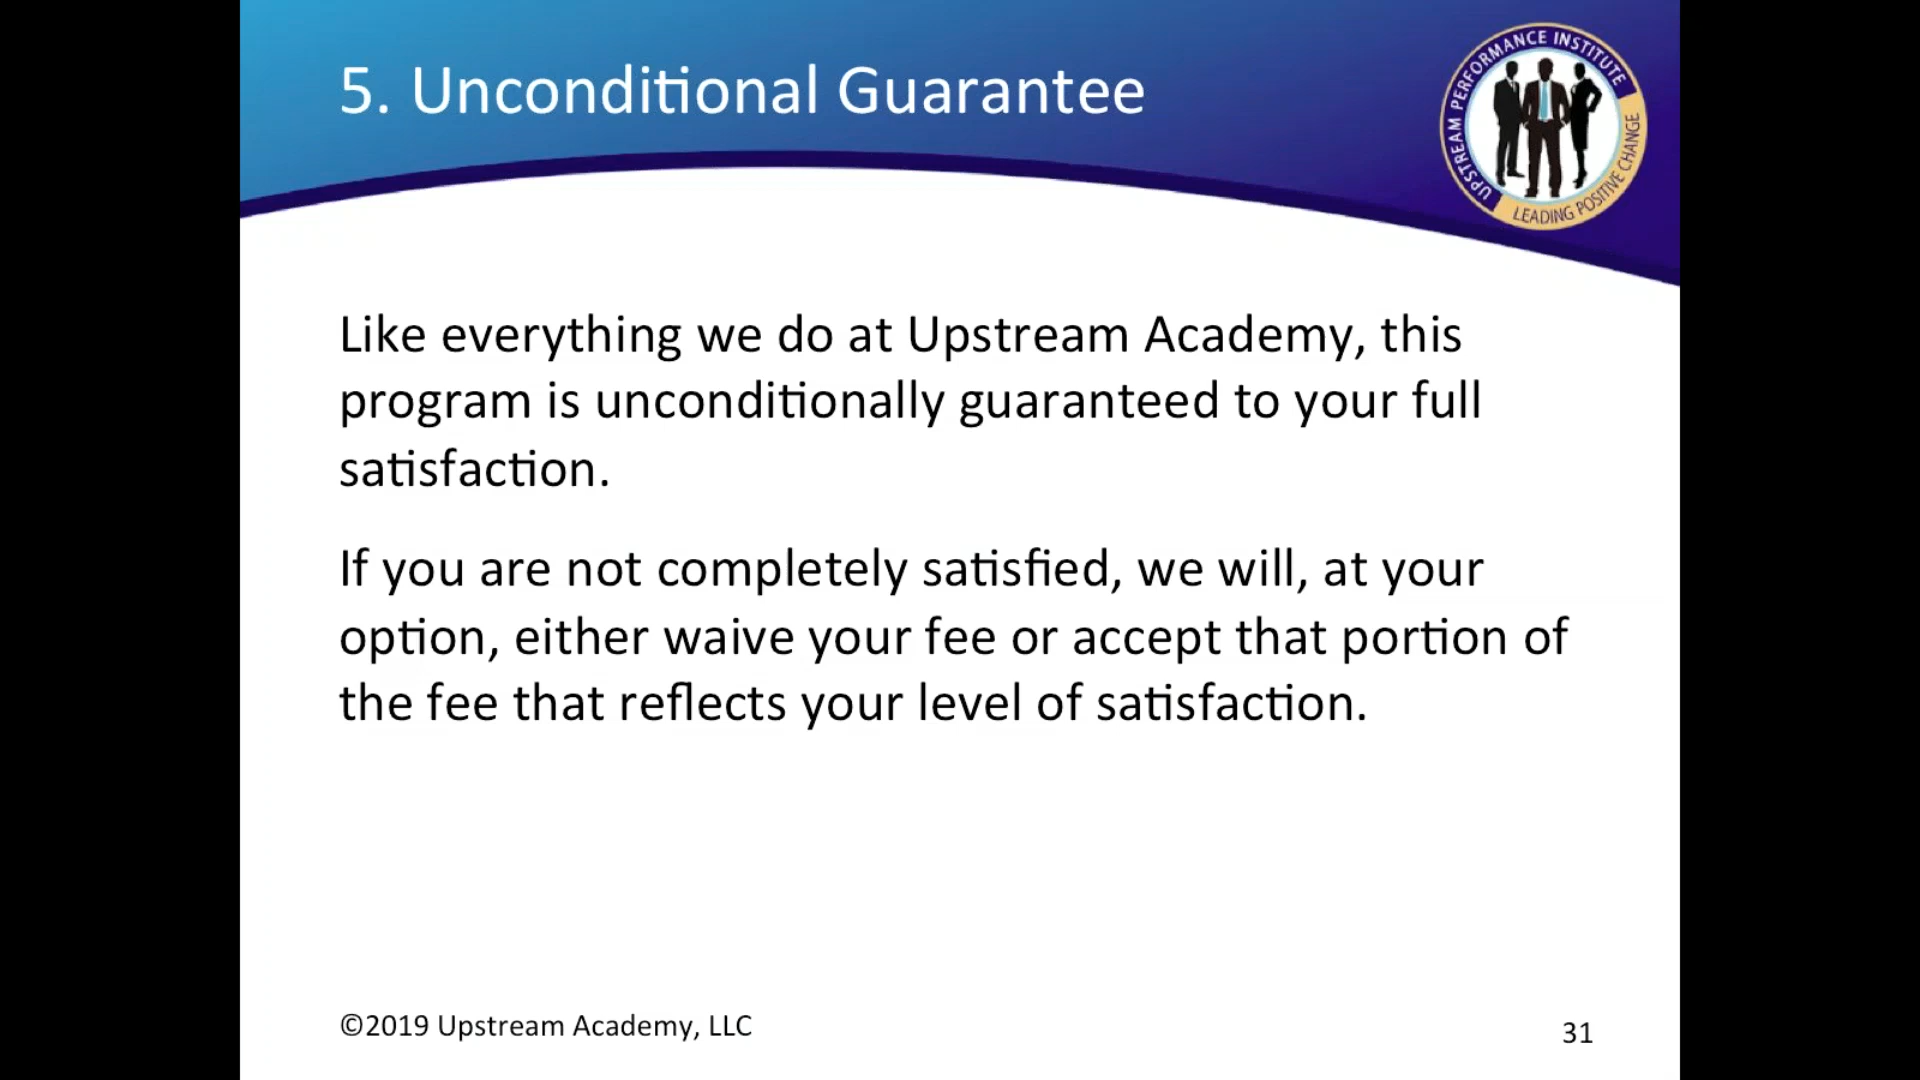 5. Unconditional Guarantee
UPSTREAM PERFORMANCE INSTITUTE
LEADING POSITIVE CHANGE
Like everything we do at Upstream Academy, this
program is unconditionally guaranteed to your full
satisfaction.
If you are not completely satisfied, we will, at your
option, either waive your fee or accept that portion of
the fee that reflects your level of satisfaction.
©2019 Upstream Academy, LLC
31